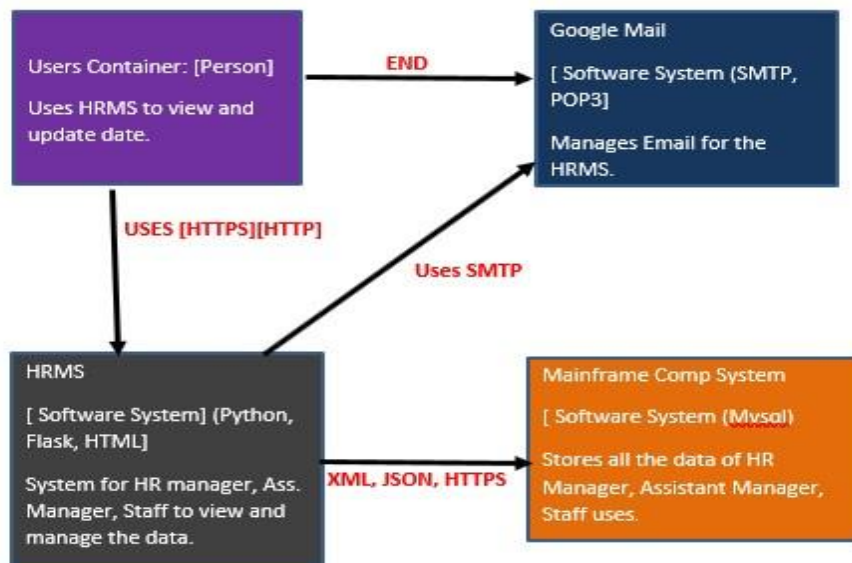 Users Container: [Person]
Uses HRMS to view and
update date.
END
Google Mail
[ Software System (SMTP,
POP3]
Manages Email for the
HRMS.
USES [HTTPS][HTTP]
Uses SMTP
HRMS
[ Software System] (Python,
Flask, HTML]
System for HR manager, Ass.
Manager, Staff to view and
manage the data.
XML, JSON, HTTPS
Mainframe Comp System
[ Software System (Mysql)
Stores all the data of HR
Manager, Assistant Manager,
Staff uses.